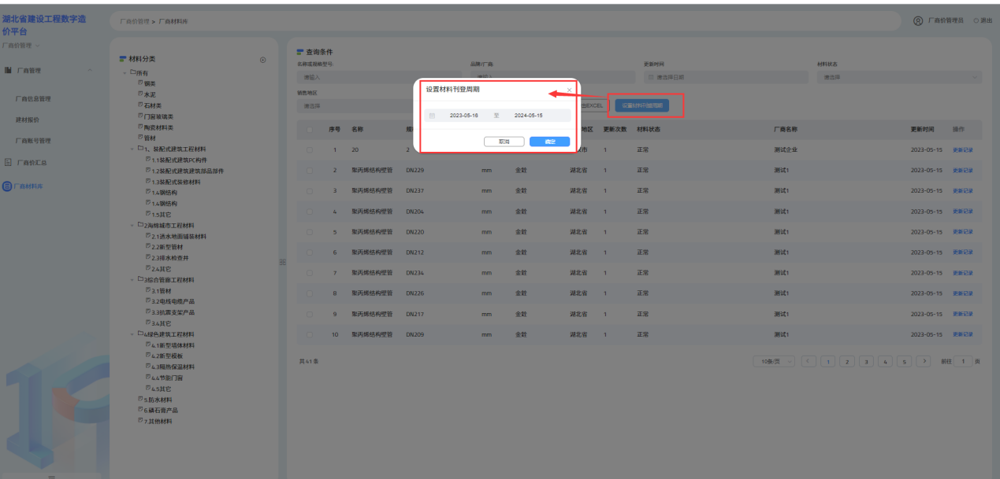 湖北省建设工程数字造
价平台
厂商价管理 > 厂商材料库
厂商价管理员
退出
厂商价管理
厂商管理
厂商信息管理
建材报价
厂商账号管理
厂商价汇总
厂商材料库
材料分类
所有
钢类
水泥
石材类
门窗玻璃类
陶瓷材料类
管材
1、装配式建筑工程材料
1.1装配式建筑PC构件
1.2装配式建筑建筑部品部件
1.3装配式装修材料
1.4钢结构
1.4钢结构
1.5其它
2海绵城市工程材料
2.1透水地面铺装材料
2.2新型管材
2.3排水检查井
2.4其它
3综合管廊工程材料
3.1管材
3.2电线电缆产品
3.3抗震支架产品
3.4其它
4绿色建筑工程材料
4.1新型墙体材料
4.2新型模板
4.3隔热保温材料
4.4节能门窗
4.5其它
5.防水材料
6.磷石膏产品
7.其他材料
查询条件
名称或规格型号:
品牌/厂商:
更新时间
材料状态
请输入
请输入
请选择日期
请选择
销售地区
请选择
出EXCEL
设置材料刊登周期
设置材料刊登周期
×
2023-05-16 至 2024-05-15
取消 确定
序号 名称 规 地区 更新次数 材料状态 厂商名称 更新时间 操作
1 20 2 汉市 1 正常 测试企业 2023-05-15 更新记录
2 聚丙烯结构壁管 DN229 mm 金鉒 湖北省 1 正常 测试1 2023-05-15 更新记录
3 聚丙烯结构壁管 DN237 mm 金鉒 湖北省 1 正常 测试1 2023-05-15 更新记录
4 聚丙烯结构壁管 DN204 mm 金鉒 湖北省 1 正常 测试1 2023-05-15 更新记录
5 聚丙烯结构壁管 DN220 mm 金鉒 湖北省 1 正常 测试1 2023-05-15 更新记录
6 聚丙烯结构壁管 DN212 mm 金鉒 湖北省 1 正常 测试1 2023-05-15 更新记录
7 聚丙烯结构壁管 DN234 mm 金鉒 湖北省 1 正常 测试1 2023-05-15 更新记录
8 聚丙烯结构壁管 DN226 mm 金鉒 湖北省 1 正常 测试1 2023-05-15 更新记录
9 聚丙烯结构壁管 DN217 mm 金鉒 湖北省 1 正常 测试1 2023-05-15 更新记录
10 聚丙烯结构壁管 DN209 mm 金鉒 湖北省 1 正常 测试1 2023-05-15 更新记录
共 41 条
10条/页 < 1 2 3 4 5 > 前往 1 页